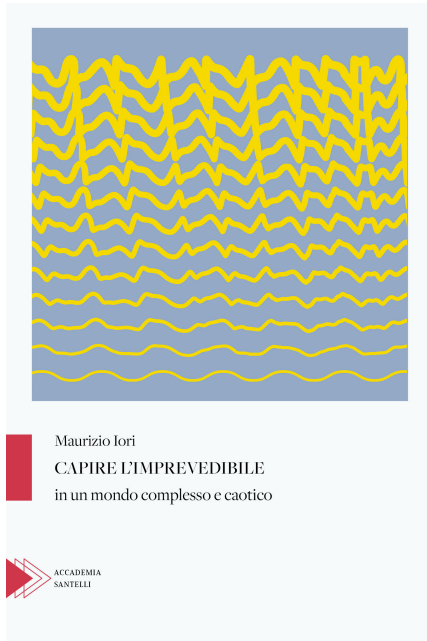 Maurizio Iori
CAPIRE L'IMPREVEDIBILE
in un mondo complesso e caotico
ACCADEMIA
SANTELLI